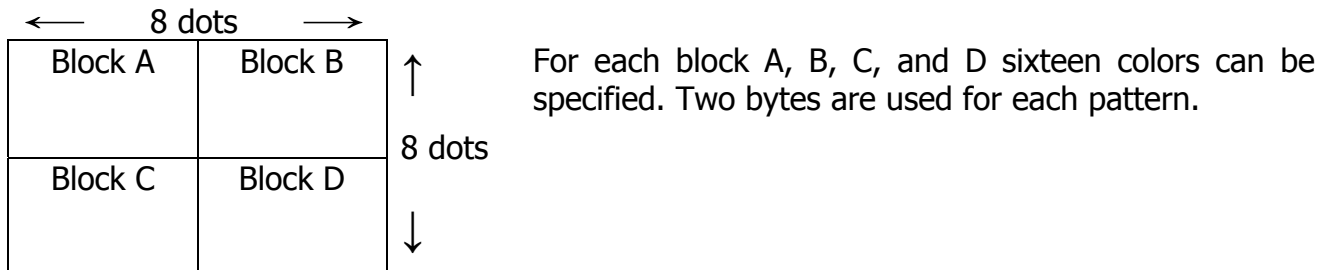 ← 8 dots →
Block A Block B
↑
For each block A, B, C, and D sixteen colors can be
specified. Two bytes are used for each pattern.
8 dots
Block C Block D
↓